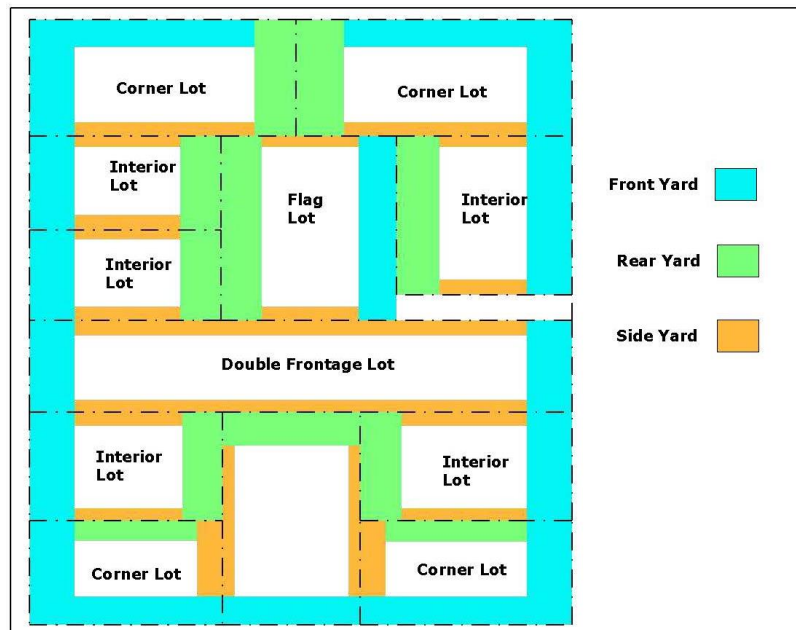 Corner Lot
Corner Lot
Interior
Lot
Flag
Lot
Interior
Lot
Front Yard
Interior
Lot
Rear Yard
Side Yard
Double Frontage Lot
Interior
Lot
Interior
Lot
Corner Lot
Corner Lot